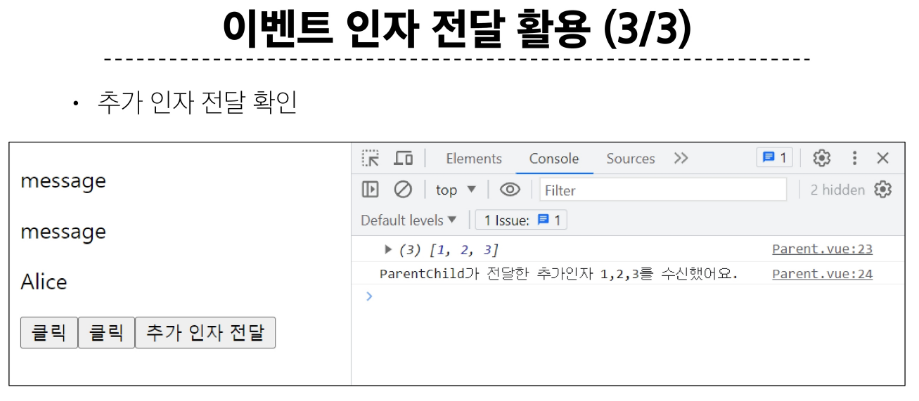 이벤트 인자 전달 활용 (3/3)
• 추가 인자 전달 확인
message
message
Alice
클릭 클릭 추가 인자 전달
Elements Console Sources >> 1
top ▼ Filter 2 hidden
Default levels ▼ 1 Issue: 1
▶ (3) [1, 2, 3] Parent.vue:23
ParentChild가 전달한 추가인자 1,2,3를 수신했어요. Parent.vue:24
>